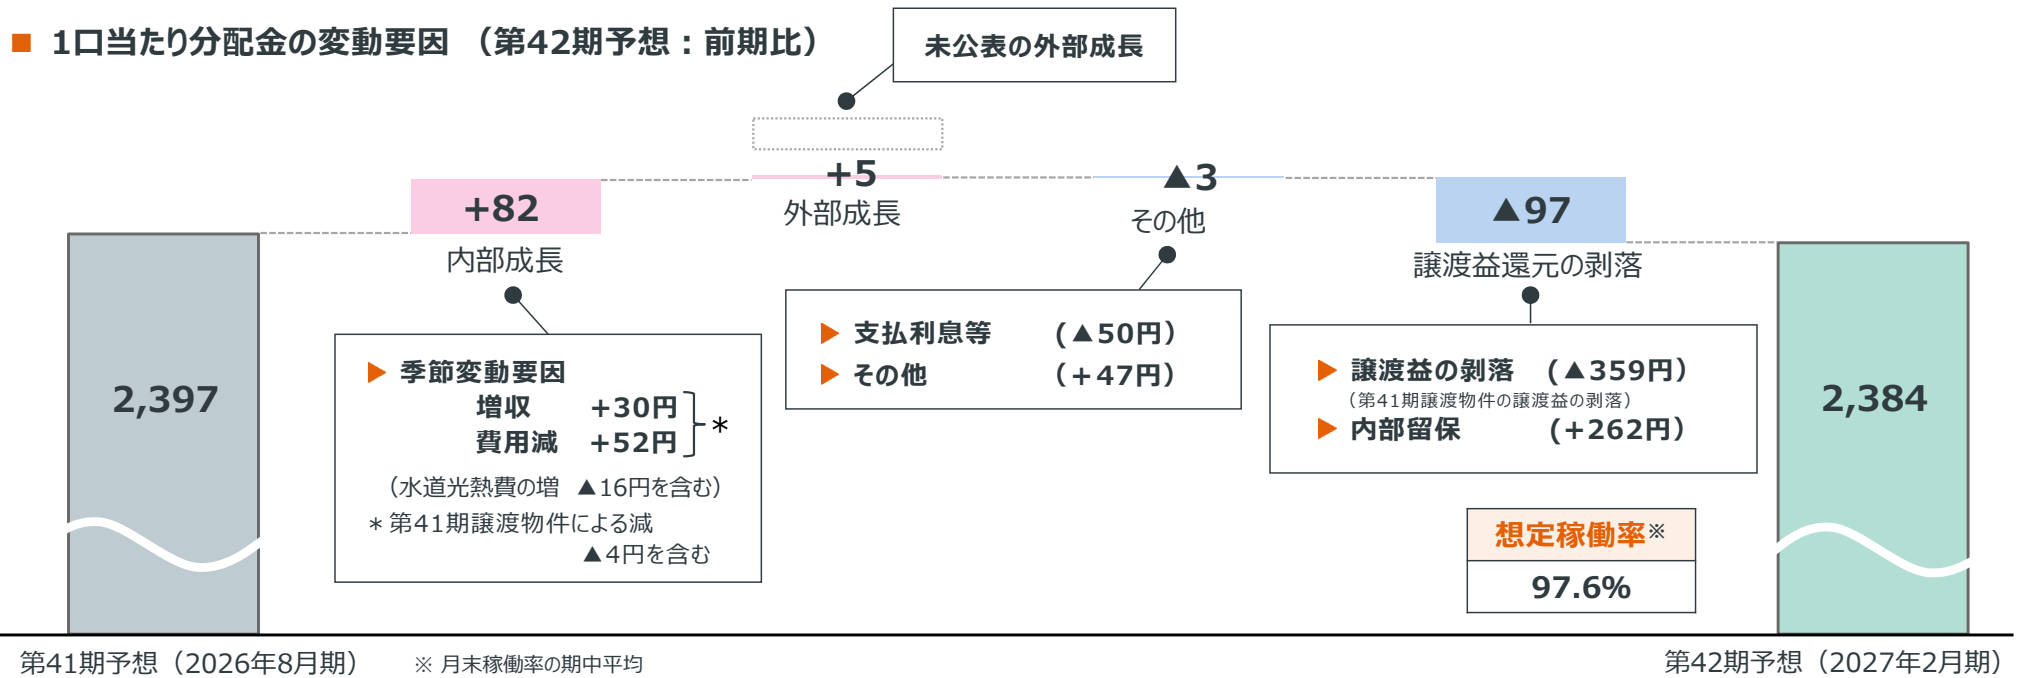 ■ 1口当たり分配金の変動要因 （第42期予想：前期比）
未公表の外部成長
+82
内部成長
+5
外部成長
▲3
その他
▲97
譲渡益還元の剥落
2,397
2,384
▶ 季節変動要因
増収 +30円
費用減 +52円
*
（水道光熱費の増 ▲16円を含む）
* 第41期譲渡物件による減
▲4円を含む
▶ 支払利息等 (▲50円）
▶ その他 （+47円）
▶ 譲渡益の剝落 (▲359円）
（第41期譲渡物件の譲渡益の剥落）
▶ 内部留保 (+262円）
想定稼働率※
97.6%
第41期予想（2026年8月期）
※ 月末稼働率の期中平均
第42期予想（2027年2月期）